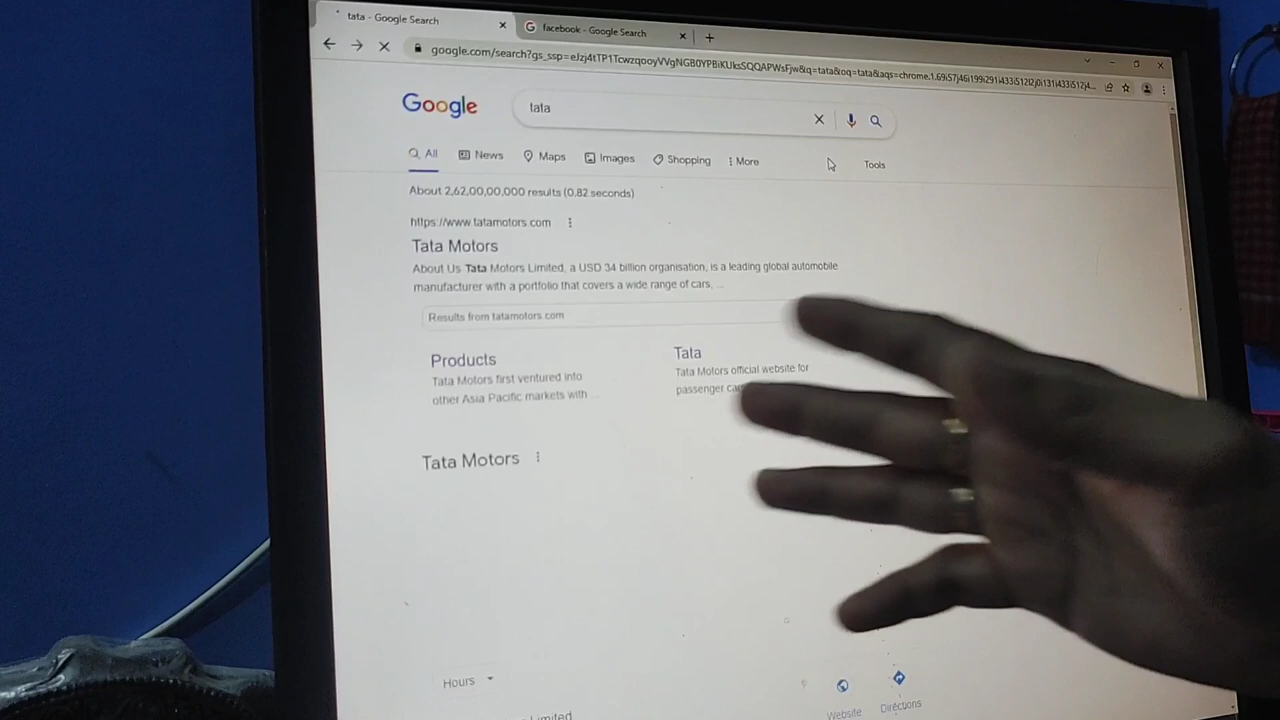 tata - Google Search
facebook - Google Search
Google
tata
All News Maps Images Shopping More Tools
About 2,62,00,00,000 results (0.82 seconds)
https://www.tatamotors.com
Tata Motors
About Us Tata Motors Limited, a USD 34 billion organisation, is a leading global automobile
manufacturer with a portfolio that covers a wide range of cars, ...
Results from tatamotors.com
Products
Tata Motors first ventured into
other Asia Pacific markets with ...
Tata
Tata Motors official website for
passenger
Tata Motors
Hours
Website
Directions
Limited